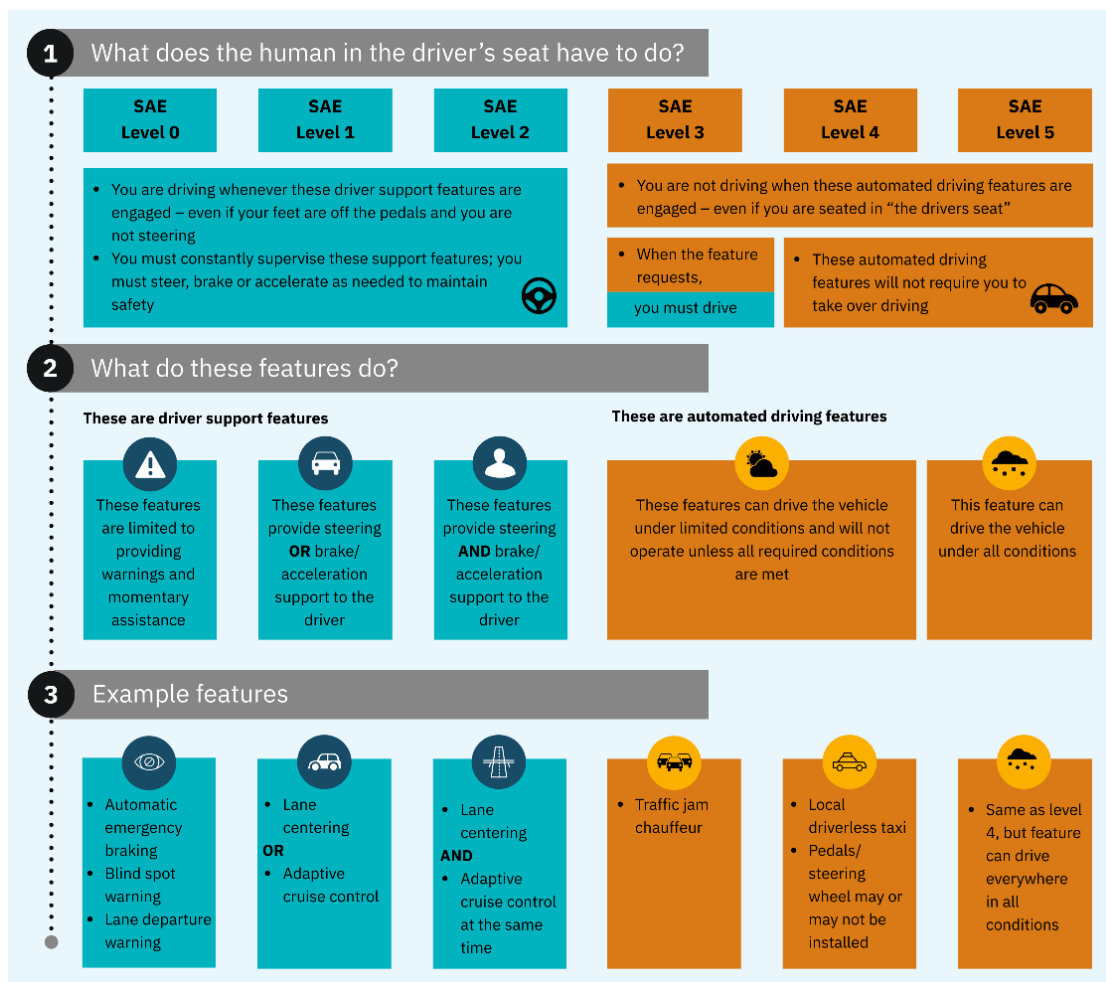 1 What does the human in the driver's seat have to do?
SAE
Level 0
SAE
Level 1
SAE
Level 2
SAE
Level 3
SAE
Level 4
SAE
Level 5
• You are driving whenever these driver support features are
engaged – even if your feet are off the pedals and you are
not steering
• You must constantly supervise these support features; you
must steer, brake or accelerate as needed to maintain
safety
• You are not driving when these automated driving features are
engaged – even if you are seated in “the drivers seat”
• When the feature
requests,
you must drive
• These automated driving
features will not require you to
take over driving
2 What do these features do?
These are driver support features
These are automated driving features
These features
are limited to
providing
warnings and
momentary
assistance
These features
provide steering
OR brake/
acceleration
support to the
driver
These features
provide steering
AND brake/
acceleration
support to the
driver
These features can drive the vehicle
under limited conditions and will not
operate unless all required conditions
are met
This feature can
drive the vehicle
under all conditions
3 Example features
• Automatic
emergency
braking
• Blind spot
warning
• Lane departure
warning
• Lane
centering
OR
• Adaptive
cruise control
• Lane
centering
AND
• Adaptive
cruise control
at the same
time
• Traffic jam
chauffeur
• Local
driverless taxi
• Pedals/
steering
wheel may or
may not be
installed
• Same as level
4, but feature
can drive
everywhere
in all
conditions